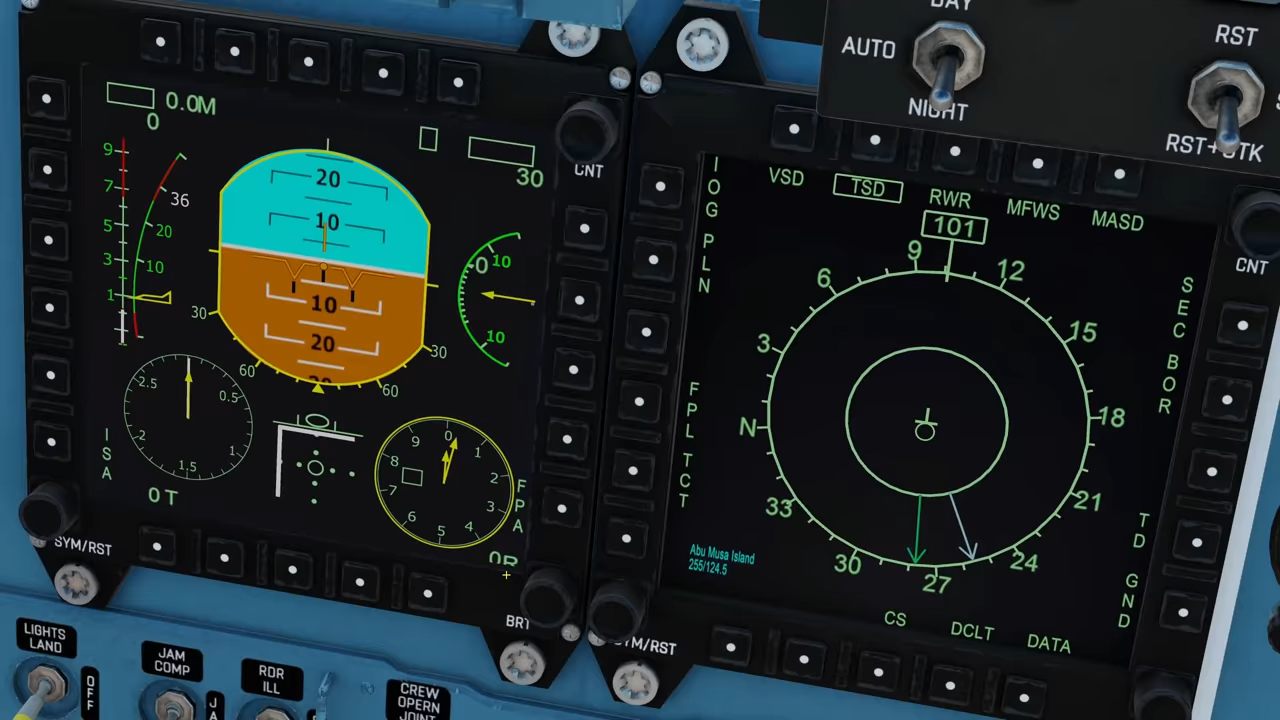 DAY
AUTO
NIGHT
RST
RST+STK
CNT
CNT
0.0M
0
30
9
7
5
3
1
36
20
10
20
10
10
20
30
30
60
60
0
10
10
2.5
0.5
2
1
1.5
ISA
0T
0
1
2
3
4
5
6
7
8
9
FPA
SYM/RST
BRT
VSD
TSD
RWR
MFWS
MASD
IOG
PLN
FPL
TCT
SEC
BOR
TD
GND
101
9
12
15
18
21
24
27
30
33
N
3
6
Abu Musa Island
255/124.5
CS
DCLT
DATA
LIGHTS
LAND
OFF
JAM
COMP
RDR
ILL
CREW
OPERN
JOINT